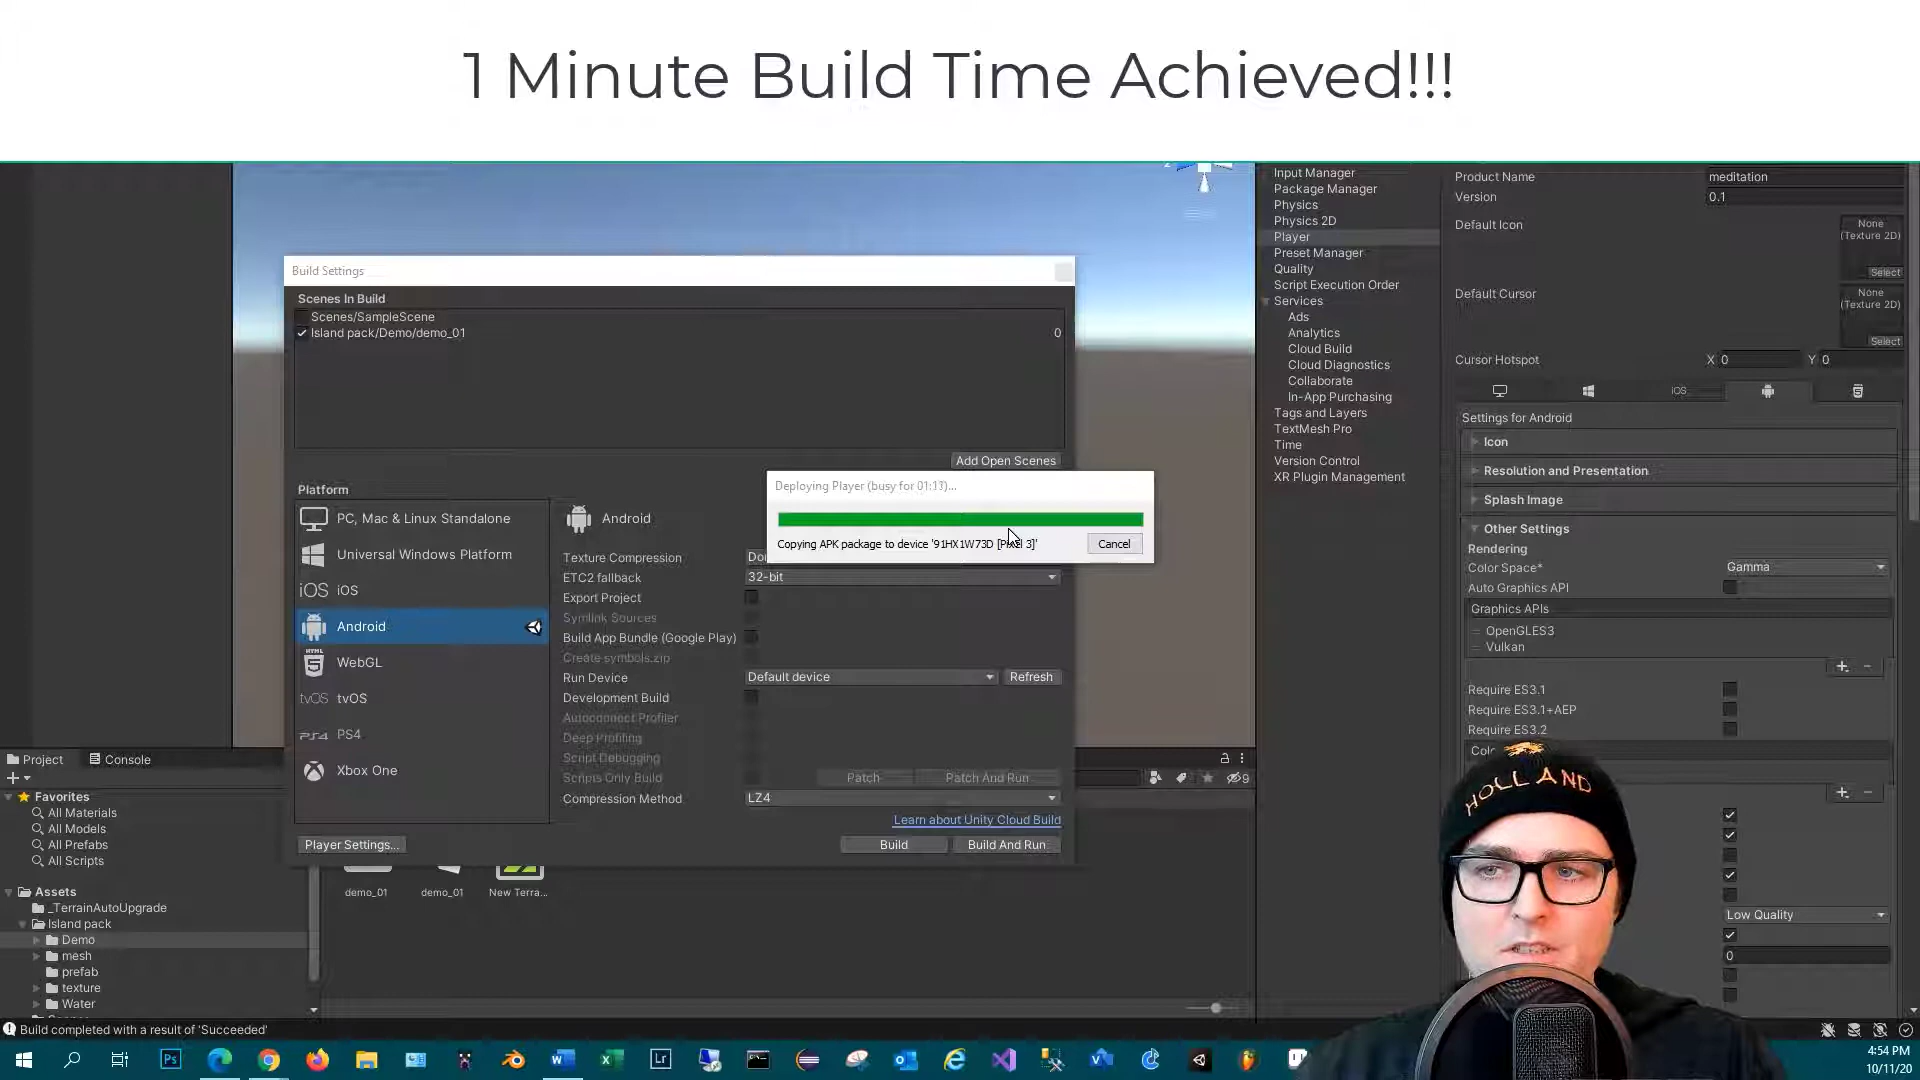 1 Minute Build Time Achieved!!!
Input Manager
Package Manager
Physics
Physics 2D
Player
Preset Manager
Quality
Script Execution Order
Services
Ads
Analytics
Cloud Build
Cloud Diagnostics
Collaborate
In-App Purchasing
Tags and Layers
TextMesh Pro
Time
Version Control
XR Plugin Management
Product Name meditation
Version 0.1
Default Icon
None
(Texture 2D)
Select
Default Cursor
None
(Texture 2D)
Select
Cursor Hotspot X 0 Y 0
iOS
Settings for Android
Icon
Resolution and Presentation
Splash Image
Other Settings
Rendering
Color Space* Gamma
Auto Graphics API
Graphics APIs
OpenGLES3
Vulkan
Require ES3.1
Require ES3.1+AEP
Require ES3.2
Low Quality
0
Build Settings
Scenes In Build
Scenes/SampleScene
Island pack/Demo/demo_01 0
Add Open Scenes
Platform
PC, Mac & Linux Standalone
Universal Windows Platform
iOS iOS
Android
HTML 5 WebGL
tvOS tvOS
PS4 PS4
Xbox One
Android
Texture Compression
ETC2 fallback 32-bit
Export Project
Symlink Sources
Build App Bundle (Google Play)
Create symbols.zip
Run Device Default device Refresh
Development Build
Autoconnect Profiler
Deep Profiling
Script Debugging
Scripts Only Build Patch Patch And Run
Compression Method LZ4
Learn about Unity Cloud Build
Player Settings... Build Build And Run
Deploying Player (busy for 01:11)...
Copying APK package to device '91HX1W73D [Pixel 3]'
Cancel
Project Console
9
Favorites
All Materials
All Models
All Prefabs
All Scripts
Assets
_TerrainAutoUpgrade
Island pack
Demo
mesh
prefab
texture
Water
demo_01 demo_01 New Terra...
HOLLAND
Build completed with a result of 'Succeeded'
Ps
Lr
4:54 PM
10/11/20